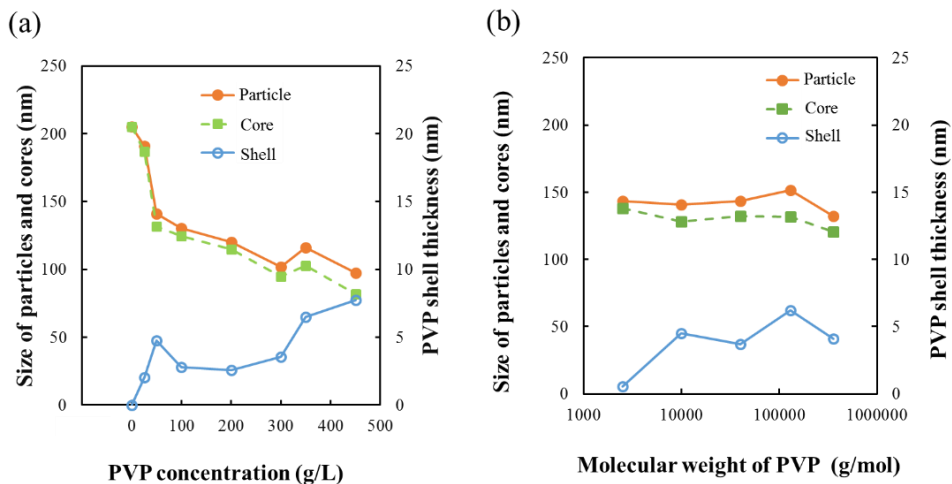 (a)
250
200
150
100
50
0
Size of particles and cores (nm)
25
20
15
10
5
0
PVP shell thickness (nm)
Particle
Core
Shell
0 100 200 300 400 500
PVP concentration (g/L)
(b)
250
200
150
100
50
0
Size of particles and cores (nm)
25
20
15
10
5
0
PVP shell thickness (nm)
Particle
Core
Shell
1000 10000 100000 1000000
Molecular weight of PVP (g/mol)